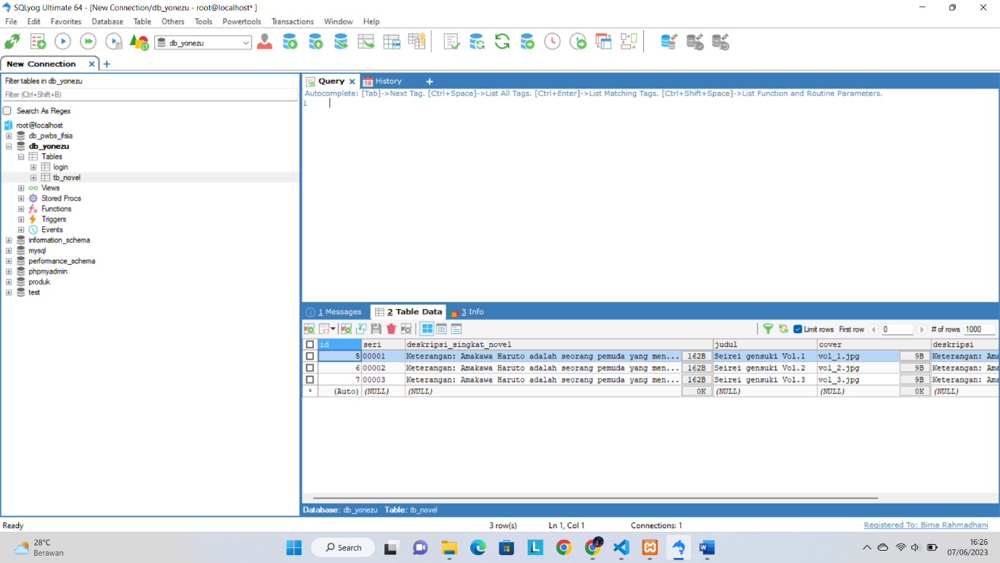 SQLyog Ultimate 64 - [New Connection/db_yonezu - root@localhost* ]
File Edit Favorites Database Table Others Tools Powertools Transactions Window Help
db_yonezu
New Connection
Filter tables in db_yonezu
Filter (Ctrl+Shift+B)
Search As Regex
root@localhost
db_pwbs_ifsia
db_yonezu
Tables
login
tb_novel
Views
Stored Procs
Functions
Triggers
Events
information_schema
mysql
performance_schema
phpmyadmin
produk
test
Query 18 History
Autocomplete: [Tab]->Next Tag. [Ctrl+Space]->List All Tags. [Ctrl+Enter]->List Matching Tags. [Ctrl+Shift+Space]->List Function and Routine Parameters.
1
1 Messages 2 Table Data 3 Info
Limit rows First row 0 # of rows 1000
id seri deskripsi_singkat_novel judul cover deskripsi
5 00001 Keterangan: Amakawa Haruto adalah seorang pemuda yang men... 162B Seirei gensuki Vol.1 vol_1.jpg 9B Keterangan: Ama
6 00002 Keterangan: Amakawa Haruto adalah seorang pemuda yang men... 162B Seirei gensuki Vol.2 vol_2.jpg 9B Keterangan: Ama
7 00003 Keterangan: Amakawa Haruto adalah seorang pemuda yang men... 162B Seirei gensuki Vol.3 vol_3.jpg 9B Keterangan: Ama
* (Auto) (NULL) (NULL) 0K (NULL) (NULL) 0K (NULL)
Database: db_yonezu Table: tb_novel
Ready 3 row(s) Ln 1, Col 1 Connections: 1 Registered To: Bima Rahmadhani
28°C
Berawan
Search
16:26
07/06/2023